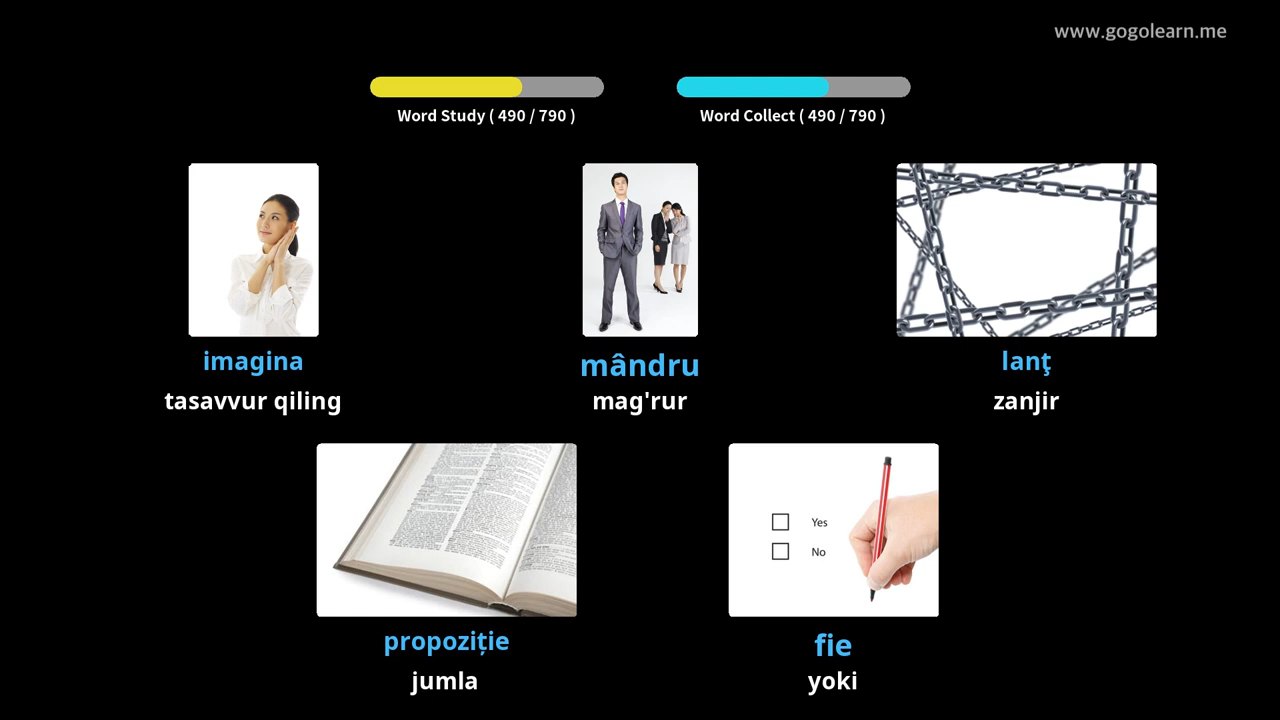 www.gogolearn.me
Word Study ( 490 / 790 )
Word Collect ( 490 / 790 )
imagina
tasavvur qiling
mândru
mag'rur
lanţ
zanjir
Yes
No
propoziție
jumla
fie
yoki